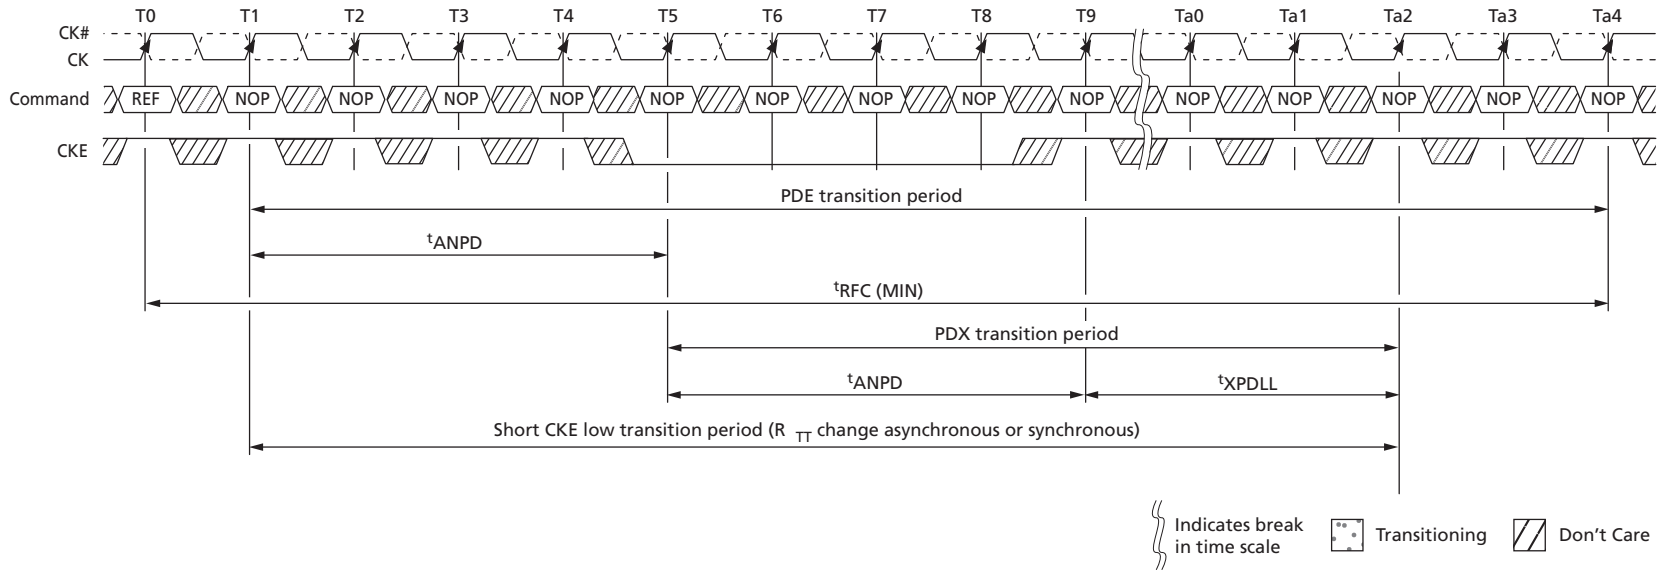 T0 T1 T2 T3 T4 T5 T6 T7 T8 T9 Ta0 Ta1 Ta2 Ta3 Ta4
CK#
CK
Command REF NOP NOP NOP NOP NOP NOP NOP NOP NOP NOP NOP NOP NOP NOP
CKE
PDE transition period
tANPD
tRFC (MIN)
PDX transition period
tANPD tXPDLL
Short CKE low transition period (R TT change asynchronous or synchronous)
Indicates break
in time scale
Transitioning
Don't Care